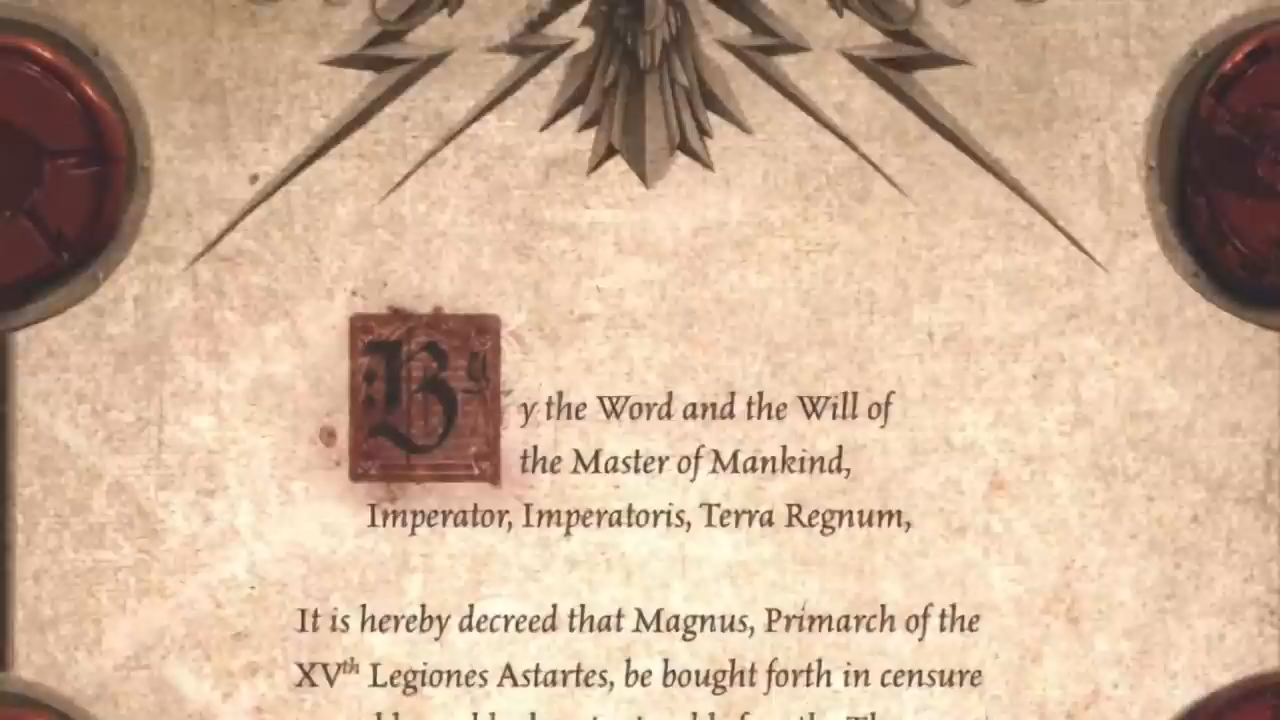 By
y the Word and the Will of
the Master of Mankind,
Imperator, Imperatoris, Terra Regnum,
It is hereby decreed that Magnus, Primarch of the
XVth Legiones Astartes, be bought forth in censure